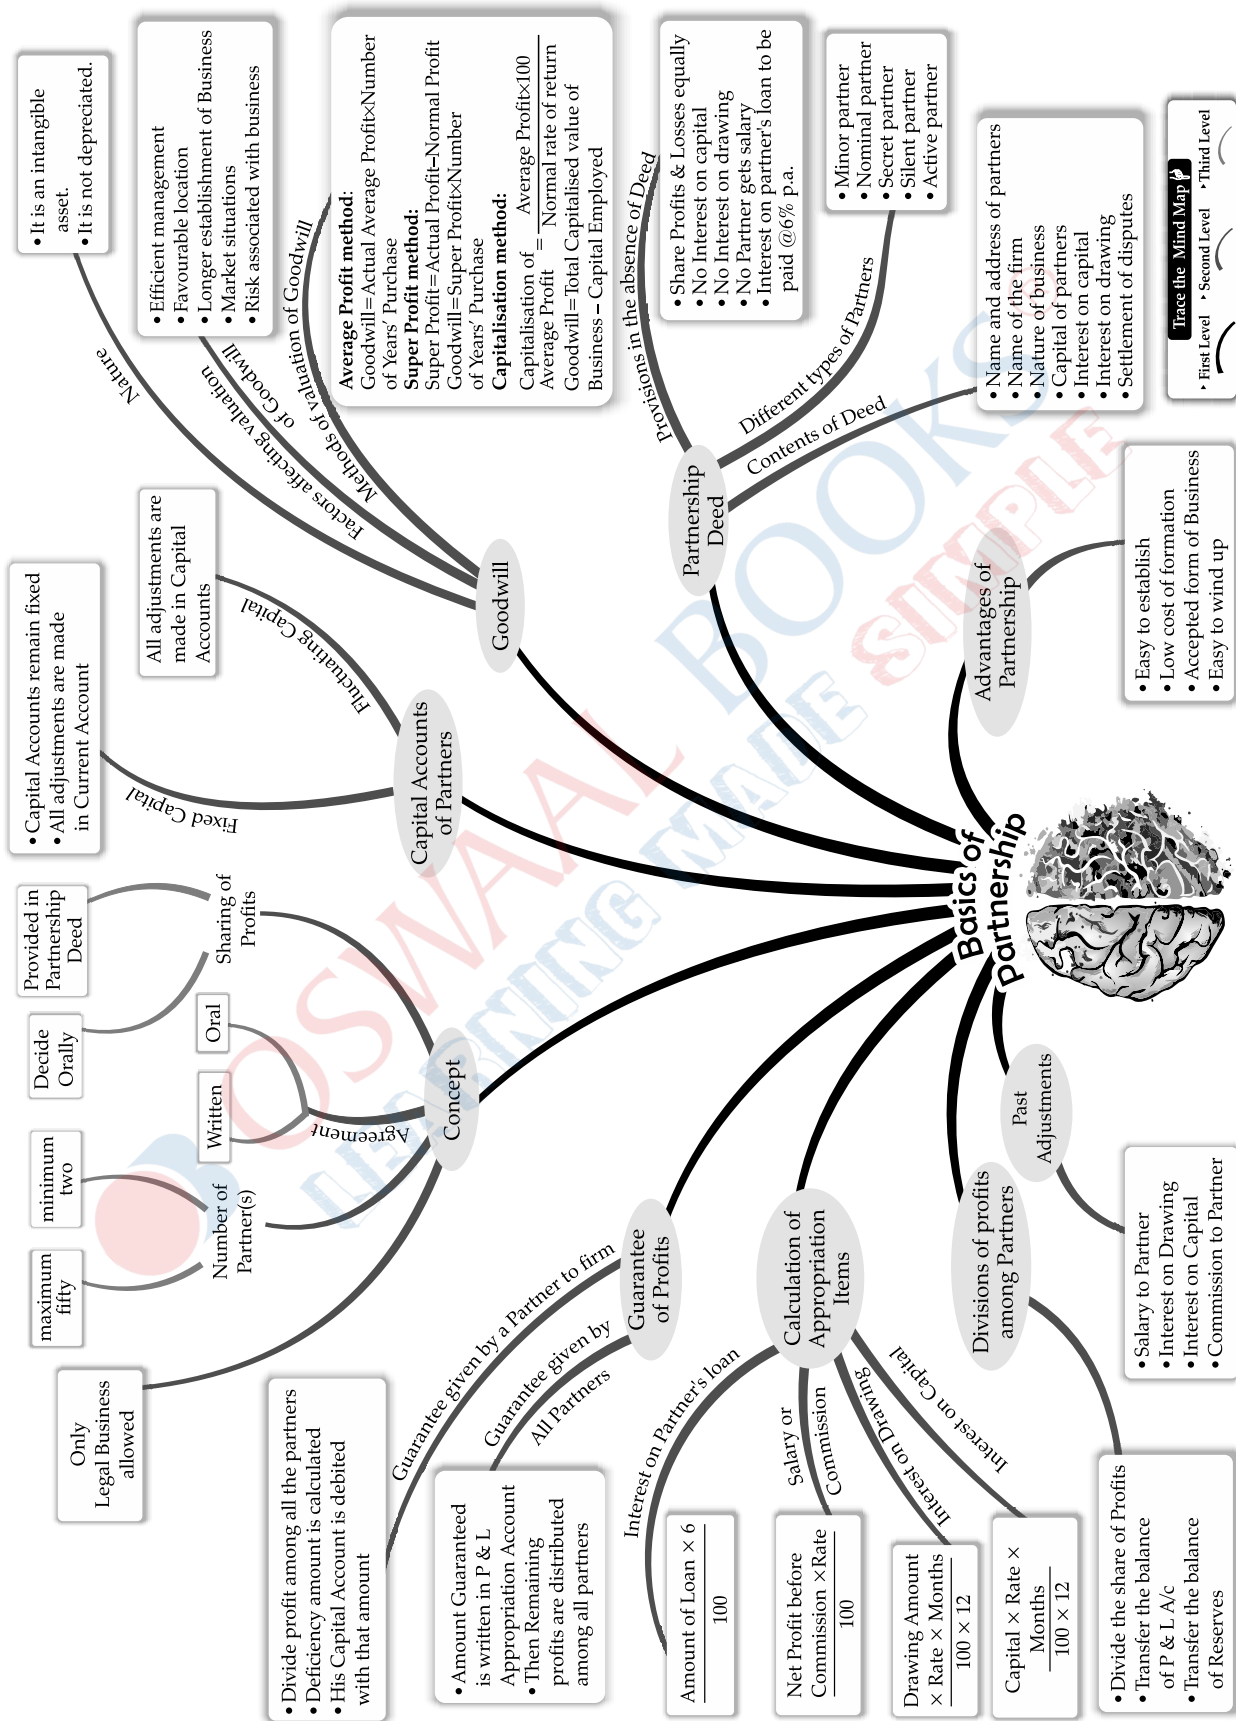 Basics of
Partnership
Concept
Only
Legal Business
allowed
Number of
Partner(s)
maximum
fifty
minimum
two
Agreement
Written
Oral
Sharing of
Profits
Decide
Orally
Provided in
Partnership
Deed
Capital Accounts
of Partners
Fixed Capital
• Capital Accounts remain fixed
• All adjustments are made
in Current Account
Fluctuating Capital
All adjustments are
made in Capital
Accounts
Goodwill
Nature
• It is an intangible
asset.
• It is not depreciated.
Factors affecting valuation
of Goodwill
• Efficient management
• Favourable location
• Longer establishment of Business
• Market situations
• Risk associated with business
Methods of valuation of Goodwill
Average Profit method:
Goodwill=Actual Average Profit×Number
of Years' Purchase
Super Profit method:
Super Profit=Actual Profit–Normal Profit
Goodwill=Super Profit×Number
of Years' Purchase
Capitalisation method:
Capitalisation of
Average Profit
=
Average Profit×100
Normal rate of return
Goodwill=Total Capitalised value of
Business – Capital Employed
Partnership
Deed
Provisions in the absence of Deed
• Share Profits & Losses equally
• No Interest on capital
• No Interest on drawing
• No Partner gets salary
• Interest on partner's loan to be
paid @6% p.a.
Different types of Partners
• Minor partner
• Nominal partner
• Secret partner
• Silent partner
• Active partner
Contents of Deed
• Name and address of partners
• Name of the firm
• Nature of business
• Capital of partners
• Interest on capital
• Interest on drawing
• Settlement of disputes
Advantages of
Partnership
• Easy to establish
• Low cost of formation
• Accepted form of Business
• Easy to wind up
Guarantee
of Profits
Guarantee given by a Partner to firm
• Divide profit among all the partners
• Deficiency amount is calculated
• His Capital Account is debited
with that amount
Guarantee given by
All Partners
• Amount Guaranteed
is written in P & L
Appropriation Account
• Then Remaining
profits are distributed
among all partners
Calculation of
Appropriation
Items
Interest on Partner's loan
Amount of Loan × 6
100
Salary or
Commission
Net Profit before
Commission ×Rate
100
Interest on Drawing
Drawing Amount
× Rate × Months
100 × 12
Interest on Capital
Capital × Rate ×
Months
100 × 12
Divisions of profits
among Partners
• Divide the share of Profits
• Transfer the balance
of P & L A/c
• Transfer the balance
of Reserves
Past
Adjustments
• Salary to Partner
• Interest on Drawing
• Interest on Capital
• Commission to Partner
Trace the Mind Map
First Level
Second Level
Third Level
OSWAAL BOOKS®
LEARNING MADE SIMPLE